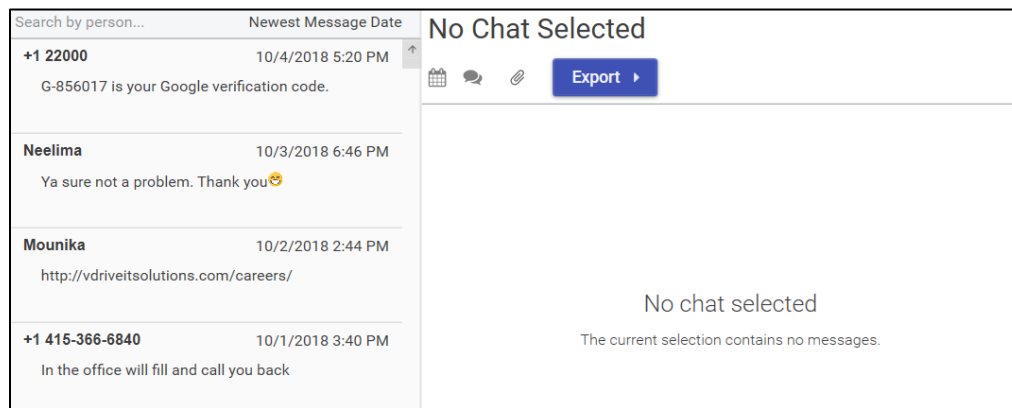 Search by person... Newest Message Date
+1 22000 10/4/2018 5:20 PM
G-856017 is your Google verification code.
Neelima 10/3/2018 6:46 PM
Ya sure not a problem. Thank you😁
Mounika 10/2/2018 2:44 PM
http://vdriveitsolutions.com/careers/
+1 415-366-6840 10/1/2018 3:40 PM
In the office will fill and call you back
No Chat Selected
Export
No chat selected
The current selection contains no messages.